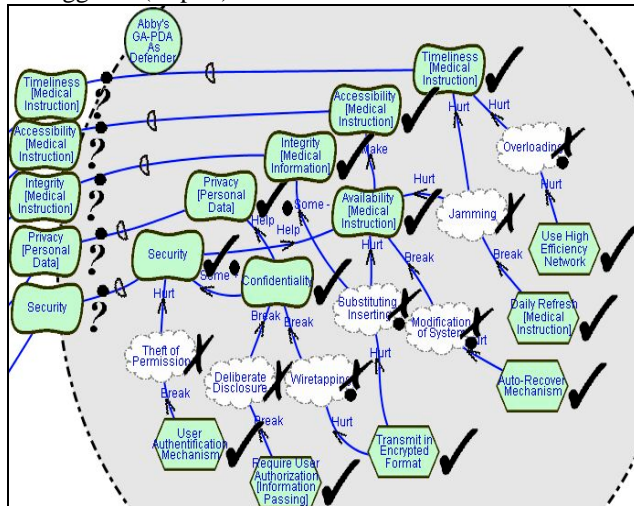 Abby's
GA-PDA
As
Defender
Timeliness
[Medical
Instruction]
Timeliness
[Medical
Instruction]
Hurt
Hurt
Accessibility
[Medical
Instruction]
Accessibility
[Medical
Instruction]
Overloading
Integrity
[Medical
Information]
Make
Hurt
Hurt
Integrity
[Medical
Instruction]
Privacy
[Personal
Data]
Some -
Availability
[Medical
Instruction]
Jamming
Help
Help
Use High
Efficiency
Network
Privacy
[Personal
Data]
Security
Hurt
Break
Break
Some
Confidentiality
Substituting
Inserting
Security
Hurt
Break
Break
Modification
of System
Daily Refresh
[Medical
Instruction]
Theft of
Permission
Deliberate
Disclosure
Wiretapping
Hurt
Auto-Recover
Mechanism
Break
Break
Hurt
User
Authentification
Mechanism
Require User
Authorization
[Information
Passing]
Transmit in
Encrypted
Format